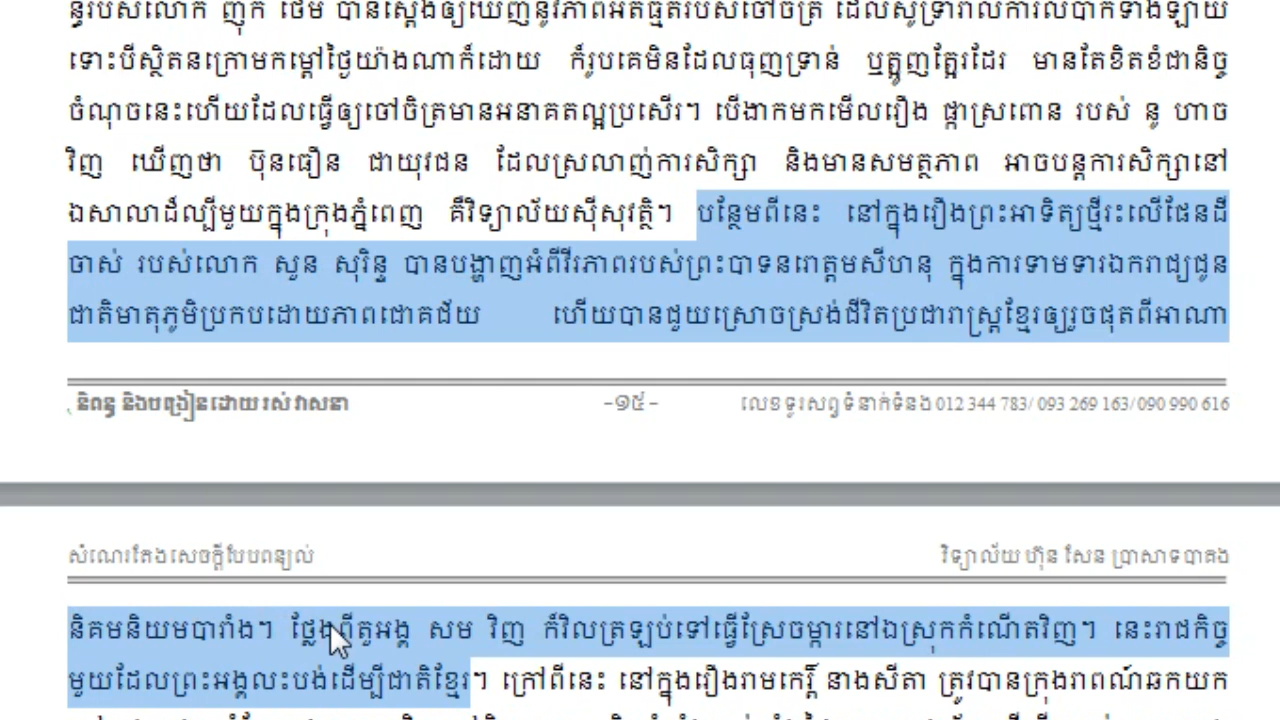 ន្ធរបស់លោក ញ៉ុក ថែម បានស្តែងឲ្យឃើញនូវភាពអត់ធ្មត់របស់ចៅចិត្រ ដែលស៊ូទ្រាំរាល់ការលំបាកទាំងឡាយ
ទោះបីស្ថិតនក្រោមកម្តៅថ្ងៃយ៉ាងណាក៏ដោយ ក៏រូបគេមិនដែលធុញទ្រាន់ ឬត្អូញត្អែរដែរ មានតែខិតខំជានិច្ច
ចំណុចនេះហើយដែលធ្វើឲ្យចៅចិត្រមានអនាគតល្អប្រសើរ។ បើងាកមកមើលរឿង ផ្កាស្រពោន របស់ នូ ហាច
វិញ ឃើញថា ប៊ុនធឿន ជាយុវជន ដែលស្រលាញ់ការសិក្សា និងមានសមត្ថភាព អាចបន្តការសិក្សានៅ
ឯសាលាដ៏ល្បីមួយក្នុងក្រុងភ្នំពេញ គឺវិទ្យាល័យស៊ីសុវត្ថិ។ បន្ថែមពីនេះ នៅក្នុងរឿងព្រះអាទិត្យថ្មីរះលើផែនដី
ចាស់ របស់លោក សួន សុរិន្ទ បានបង្ហាញអំពីវីរភាពរបស់ព្រះបាទនរោត្តមសីហនុ ក្នុងការទាមទារឯករាជ្យជូន
ជាតិមាតុភូមិប្រកបដោយភាពជោគជ័យ ហើយបានជួយស្រោចស្រង់ជីវិតប្រជារាស្ត្រខ្មែរឲ្យរួចផុតពីអាណា
និពន្ធ និងបង្រៀនដោយ រស់ វាសនា -១៥- លេខទូរសព្ទទំនាក់ទំនង 012 344 783/ 093 269 163/ 090 990 616
សំណេរតែងសេចក្តីបែបពន្យល់ វិទ្យាល័យ ហ៊ុន សែន ប្រាសាទបាគង
និគមនិយមបារាំង។ ថ្លែងពីតួអង្គ សម វិញ ក៏វិលត្រឡប់ទៅធ្វើស្រែចម្ការនៅឯស្រុកកំណើតវិញ។ នេះរាជកិច្ច
មួយដែលព្រះអង្គលះបង់ដើម្បីជាតិខ្មែរ។ ក្រៅពីនេះ នៅក្នុងរឿងរាមកេរ្តិ៍ នាងសីតា ត្រូវបានក្រុងរាពណ៍ឆកយក